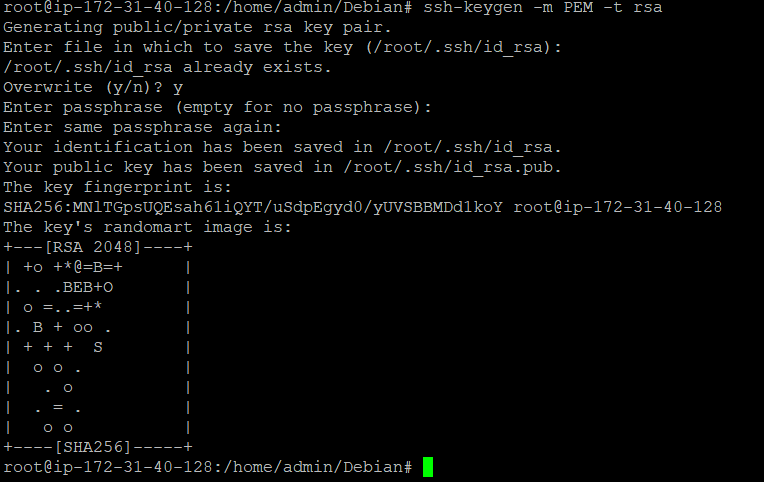 root@ip-172-31-40-128:/home/admin/Debian# ssh-keygen -m PEM -t rsa
Generating public/private rsa key pair.
Enter file in which to save the key (/root/.ssh/id_rsa):
/root/.ssh/id_rsa already exists.
Overwrite (y/n)? y
Enter passphrase (empty for no passphrase):
Enter same passphrase again:
Your identification has been saved in /root/.ssh/id_rsa.
Your public key has been saved in /root/.ssh/id_rsa.pub.
The key fingerprint is:
SHA256:MNlTGpsUQEsah61iQYT/uSdpEgyd0/yUVSBBMDd1koY root@ip-172-31-40-128
The key's randomart image is:
+---[RSA 2048]----+
| +o +*@=B=+      |
|. . .BEB+O       |
| o =..=+*        |
|. B + oo .       |
| + + +  S        |
|  o o .          |
|   . o           |
|  . = .          |
|   o o           |
+----[SHA256]-----+
root@ip-172-31-40-128:/home/admin/Debian#